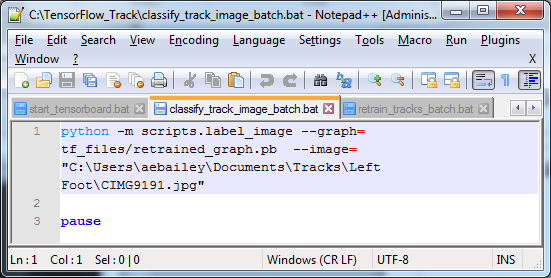 C:\TensorFlow_Track\classify_track_image_batch.bat - Notepad++ [Adminis...
File Edit Search View Encoding Language Settings Tools Macro Run Plugins
Window ? X
start_tensorboard.bat classify_track_image_batch.bat retrain_tracks_batch.bat
1 python -m scripts.label_image --graph=
tf_files/retrained_graph.pb --image=
"C:\Users\aebailey\Documents\Tracks\Left
Foot\CIMG9191.jpg"
2
3 pause
Ln : 1 Col : 1 Sel : 0 | 0 Windows (CR LF) UTF-8 INS